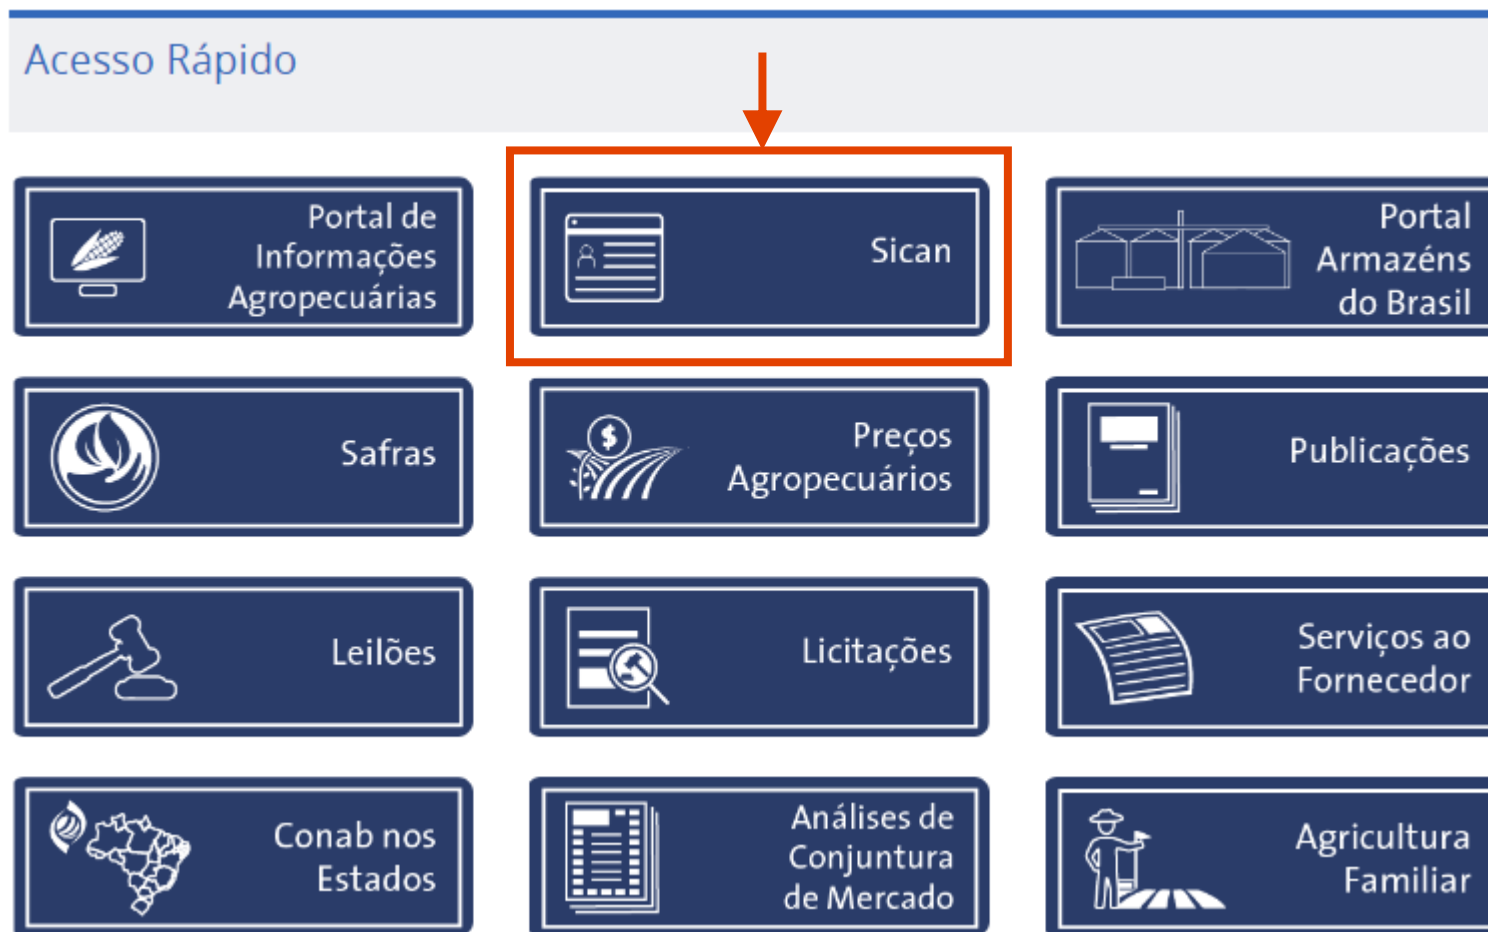 Acesso Rápido
Portal de
Informações
Agropecuárias
Sican
Portal
Armazéns
do Brasil
Safras
Preços
Agropecuários
Publicações
Leilões
Licitações
Serviços ao
Fornecedor
Conab nos
Estados
Análises de
Conjuntura
de Mercado
Agricultura
Familiar